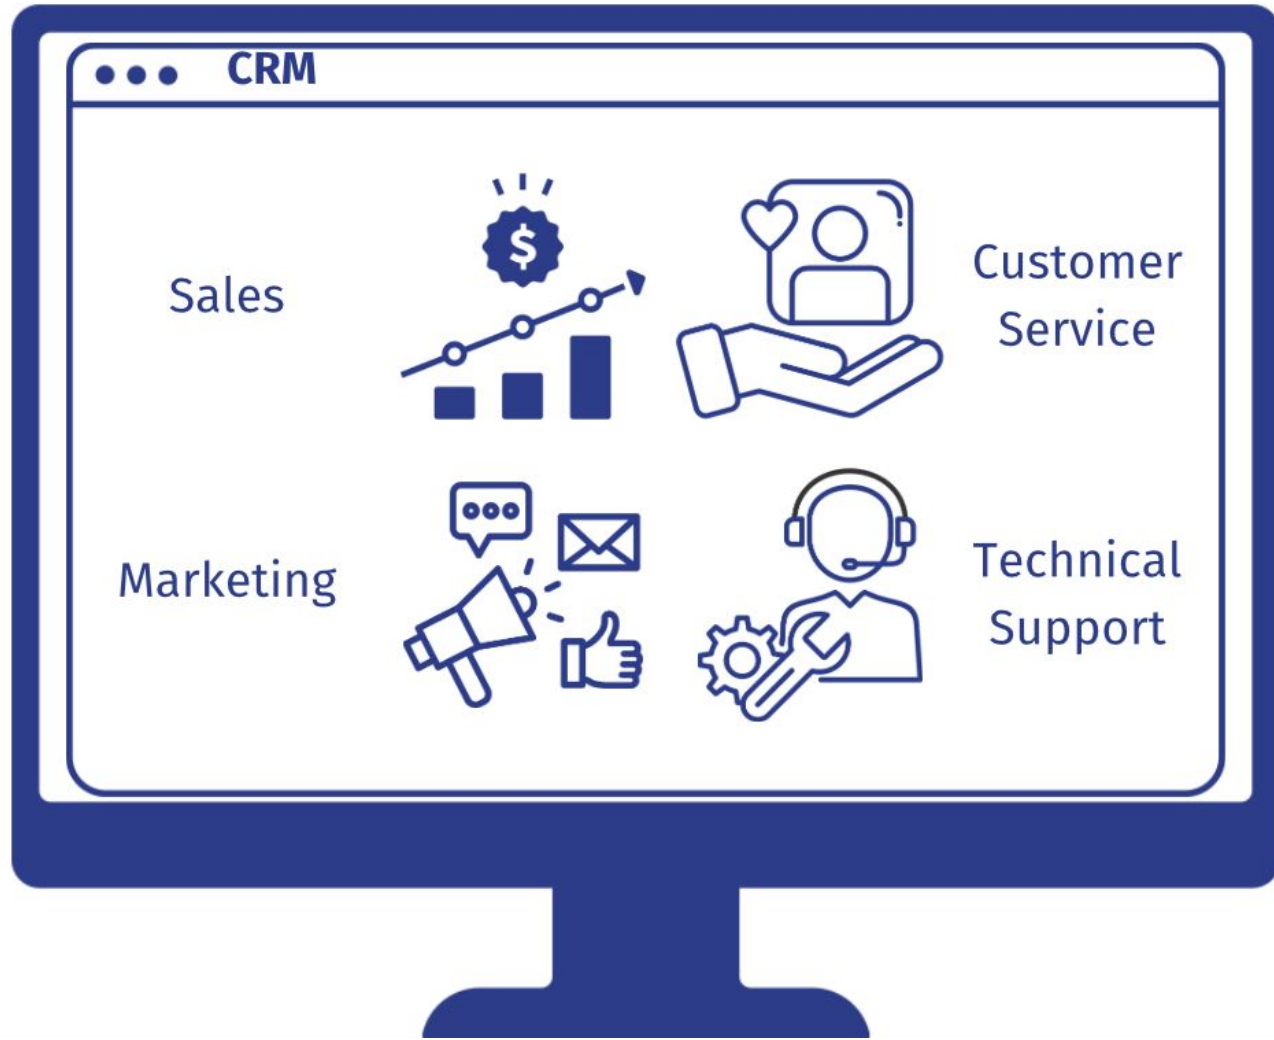 CRM
Sales
$
Customer
Service
Marketing
Technical
Support